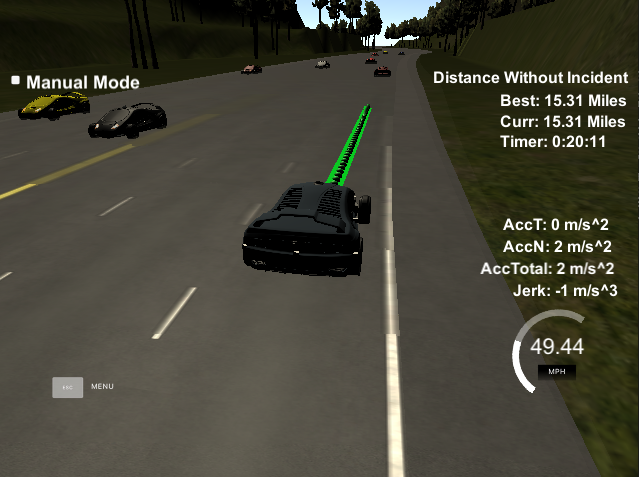 Manual Mode
Distance Without Incident
Best: 15.31 Miles
Curr: 15.31 Miles
Timer: 0:20:11
AccT: 0 m/s^2
AccN: 2 m/s^2
AccTotal: 2 m/s^2
Jerk: -1 m/s^3
49.44
MPH
ESC MENU